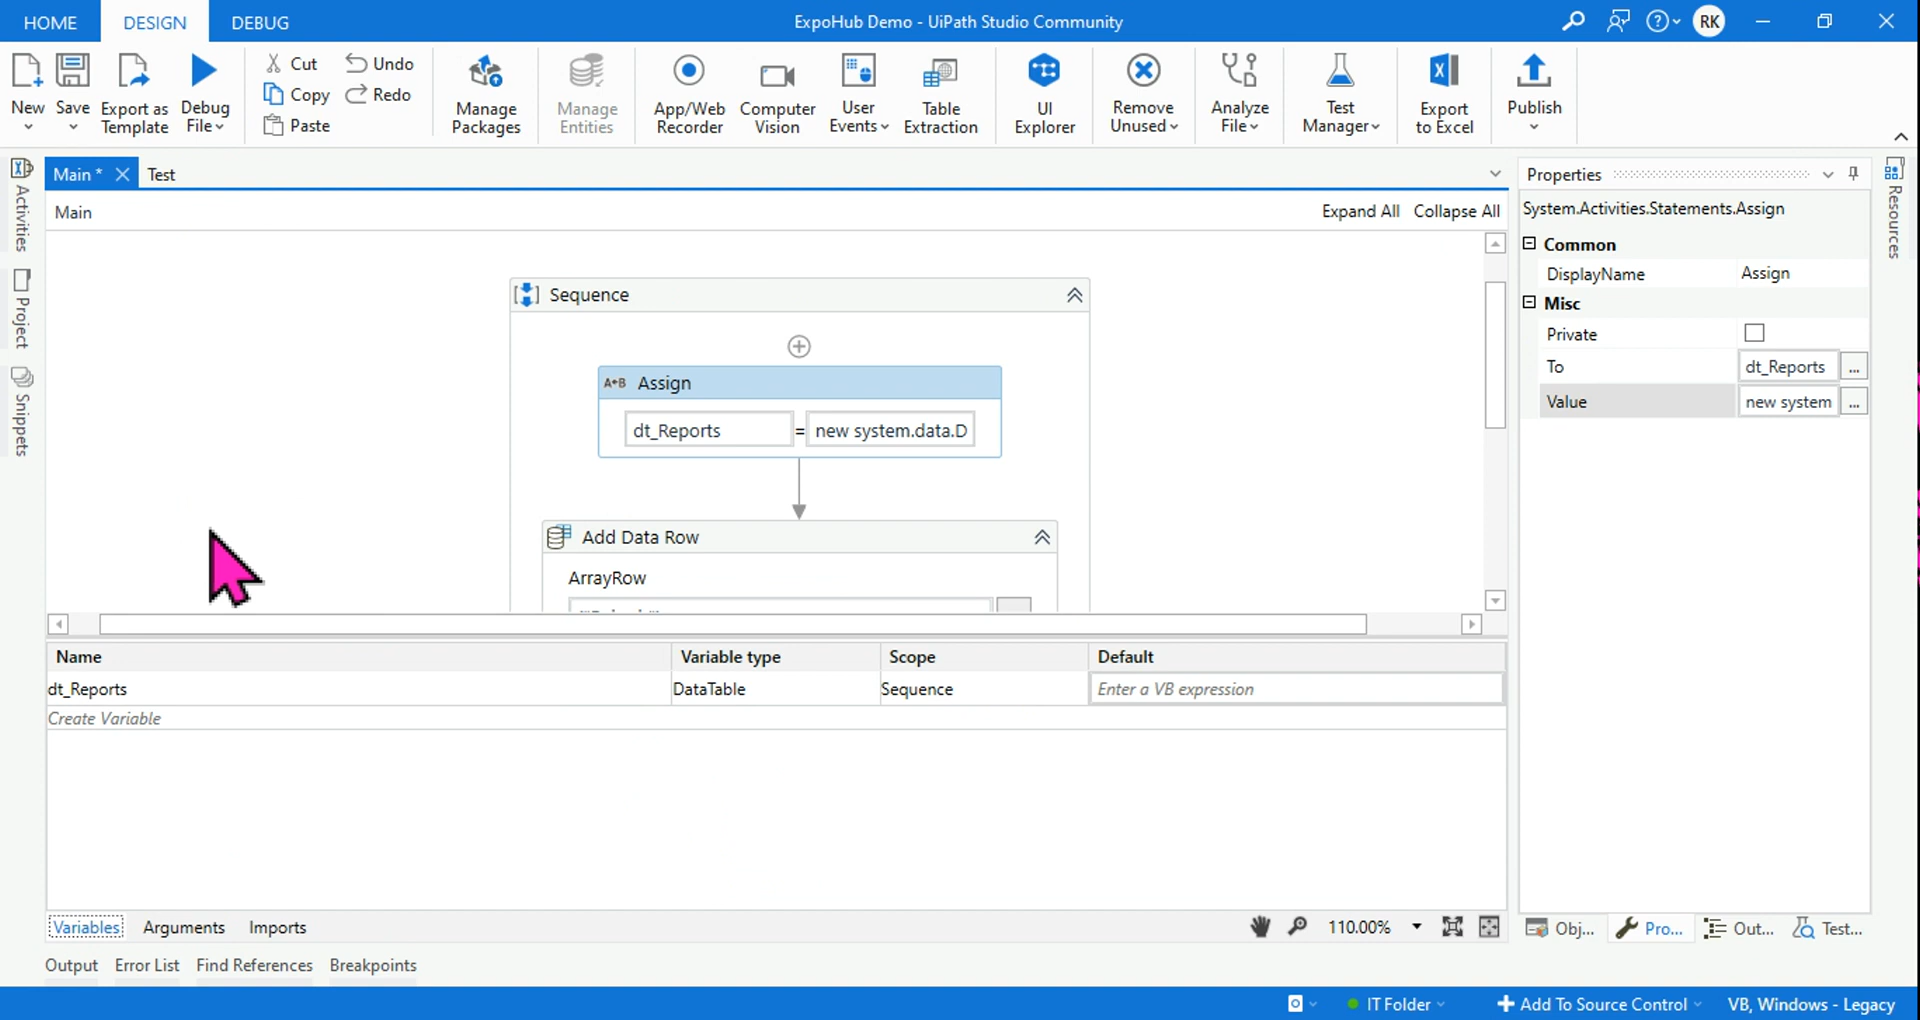 HOME DESIGN DEBUG ExpoHub Demo - UiPath Studio Community RK
New Save Export as Template Debug File Cut Copy Paste Undo Redo Manage Packages Manage Entities App/Web Recorder Computer Vision User Events Table Extraction UI Explorer Remove Unused Analyze File Test Manager Export to Excel Publish
Activities
Project
Snippets
Main * Test
Main Expand All Collapse All
Sequence
A+B Assign
dt_Reports = new system.data.D
Add Data Row
ArrayRow
Name Variable type Scope Default
dt_Reports DataTable Sequence Enter a VB expression
Create Variable
Variables Arguments Imports 110.00%
Properties
System.Activities.Statements.Assign
Common
DisplayName Assign
Misc
Private
To dt_Reports ...
Value new system ...
Obj... Pro... Out... Test...
Resources
Output Error List Find References Breakpoints
IT Folder Add To Source Control VB, Windows - Legacy